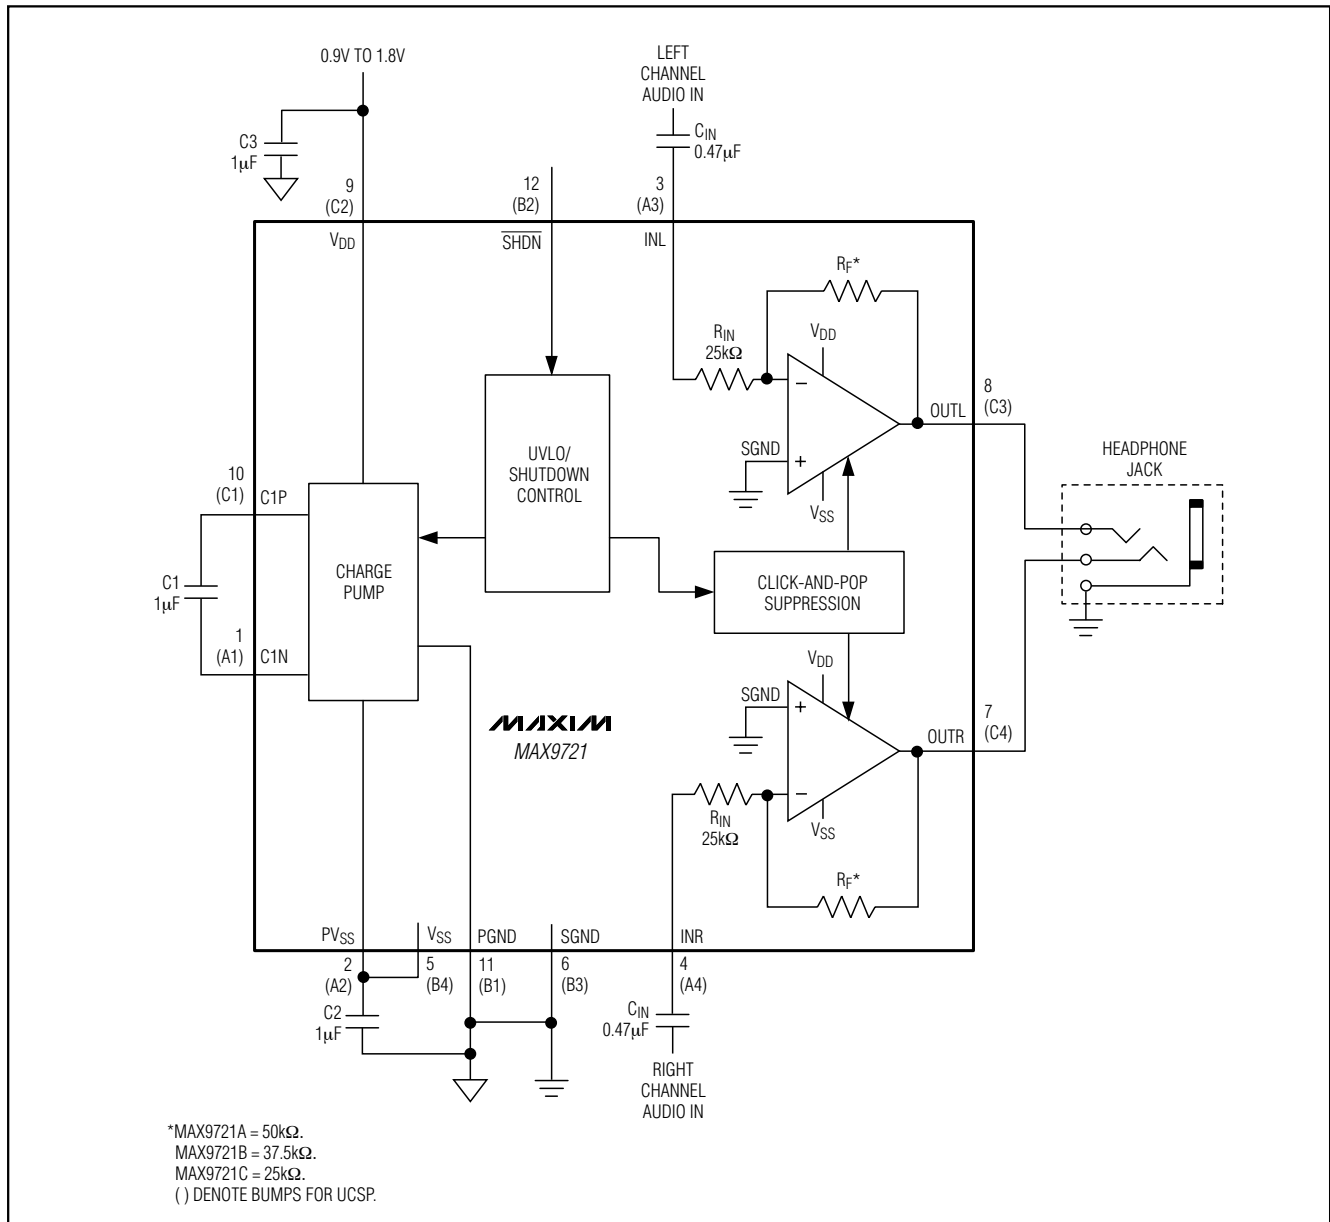 0.9V TO 1.8V
LEFT
CHANNEL
AUDIO IN
C3
1μF
CIN
0.47μF
9
(C2)
12
(B2)
3
(A3)
VDD
SHDN
INL
RF*
RIN
25kΩ
VDD
−
8
(C3)
OUTL
SGND
+
VSS
HEADPHONE
JACK
UVLO/
SHUTDOWN
CONTROL
10
(C1)
C1P
CHARGE
PUMP
C1
1μF
CLICK-AND-POP
SUPPRESSION
1
(A1)
C1N
VDD
SGND
+
7
(C4)
OUTR
MAXIM
MAX9721
−
RIN
25kΩ
VSS
RF*
PVSS
VSS
PGND
SGND
INR
2
(A2)
5
(B4)
11
(B1)
6
(B3)
4
(A4)
C2
1μF
CIN
0.47μF
RIGHT
CHANNEL
AUDIO IN
*MAX9721A = 50kΩ.
MAX9721B = 37.5kΩ.
MAX9721C = 25kΩ.
( ) DENOTE BUMPS FOR UCSP.